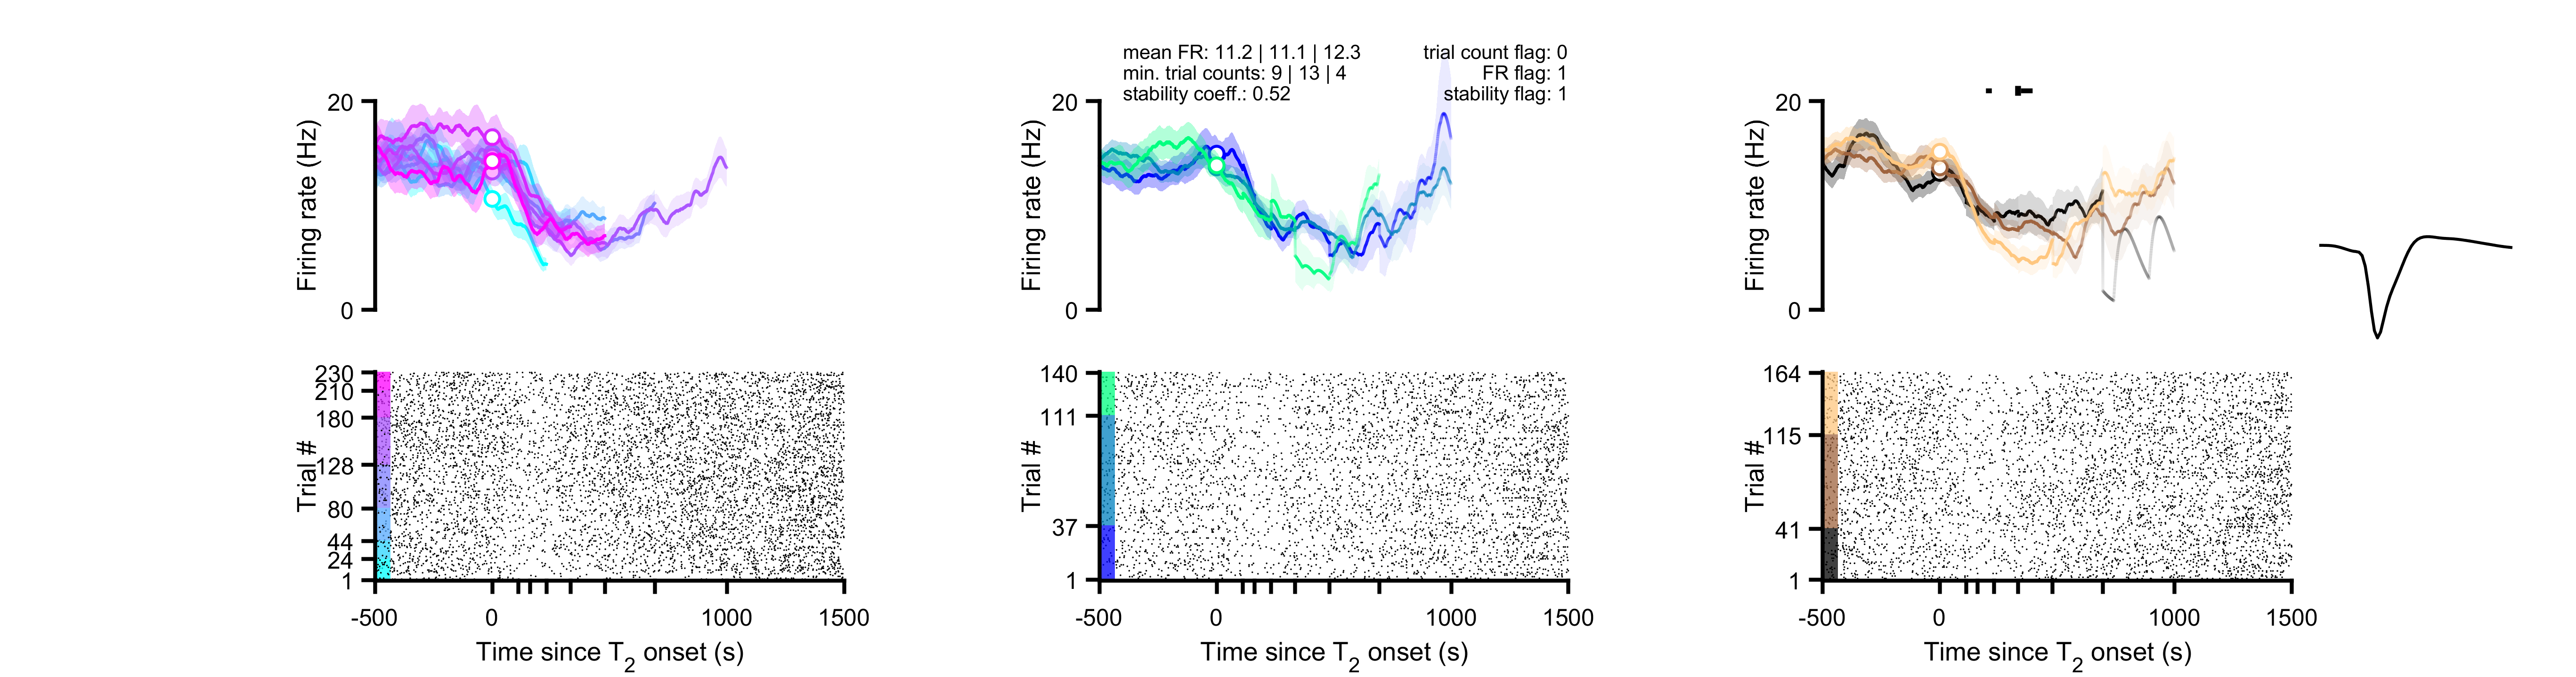 mean FR: 11.2 | 11.1 | 12.3
min. trial counts: 9 | 13 | 4
stability coeff.: 0.52
trial count flag: 0
FR flag: 1
stability flag: 1
Firing rate (Hz)
20
0
Firing rate (Hz)
20
0
Firing rate (Hz)
20
0
Trial #
230
210
180
128
80
44
24
1
-500
0
1000
1500
Time since T2 onset (s)
Trial #
140
111
37
1
-500
0
1000
1500
Time since T2 onset (s)
Trial #
164
115
41
1
-500
0
1000
1500
Time since T2 onset (s)